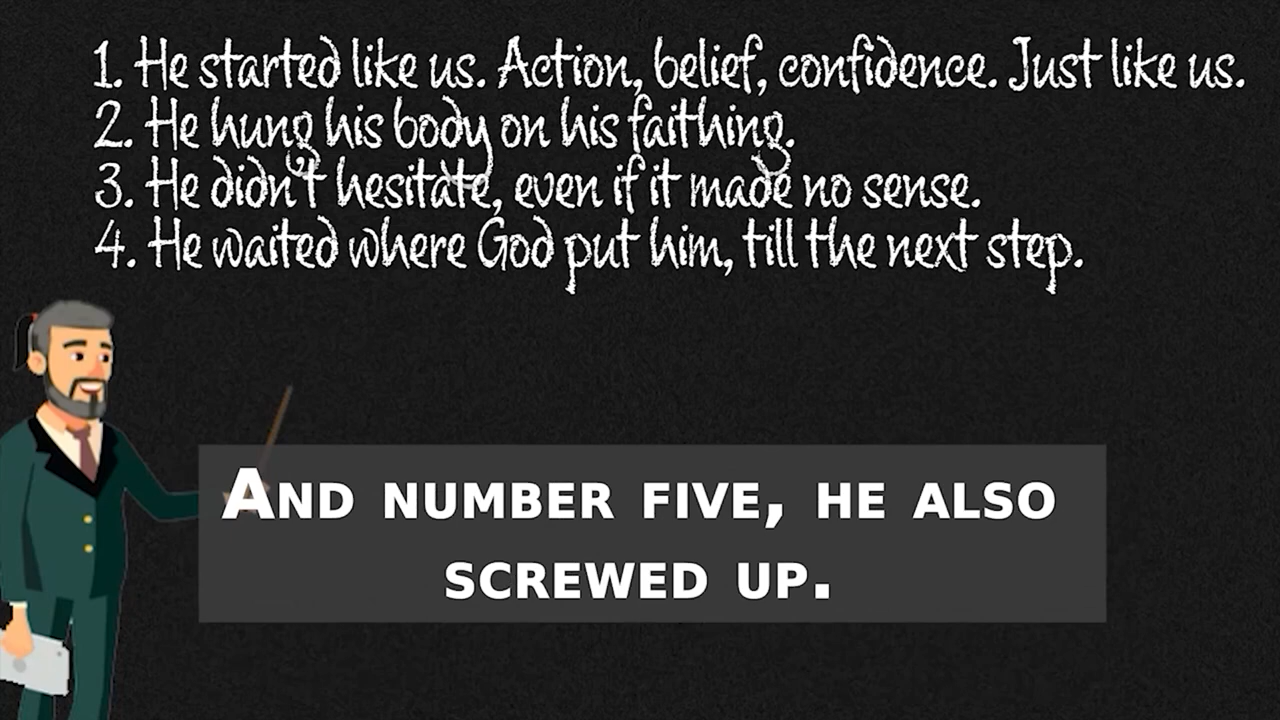 1. He started like us. Action, belief, confidence. Just like us.
2. He hung his body on his faithing.
3. He didn't hesitate, even if it made no sense.
4. He waited where God put him, till the next step.
And number five, he also
screwed up.